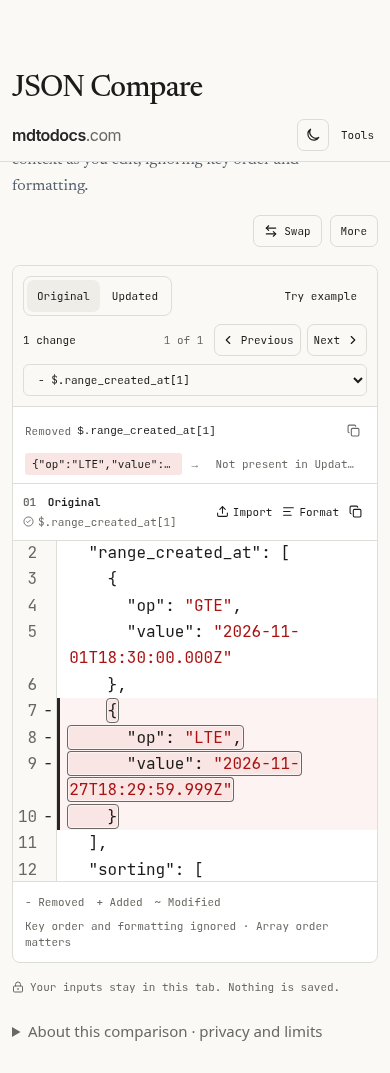 JSON Compare
mdtodocs.com
Tools
context as you edit, ignoring key order and
formatting.
Swap
More
Original
Updated
Try example
1 change
1 of 1
Previous
Next
- $.range_created_at[1]
Removed $.range_created_at[1]
{"op":"LTE","value":… → Not present in Updat…
01 Original
$.range_created_at[1]
Import
Format
2 "range_created_at": [
3 {
4 "op": "GTE",
5 "value": "2026-11-
01T18:30:00.000Z"
6 },
7 - {
8 - "op": "LTE",
9 - "value": "2026-11-
27T18:29:59.999Z"
10 - }
11 ],
12 "sorting": [
- Removed + Added ~ Modified
Key order and formatting ignored · Array order
matters
Your inputs stay in this tab. Nothing is saved.
About this comparison · privacy and limits